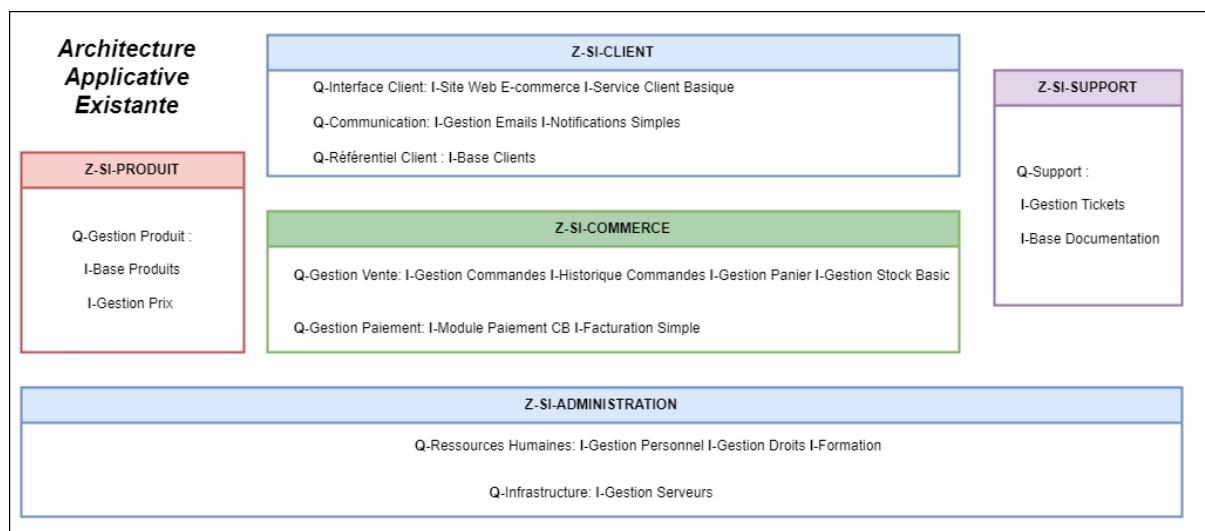 Architecture
Applicative
Existante
Z-SI-CLIENT
Q-Interface Client: I-Site Web E-commerce I-Service Client Basique
Q-Communication: I-Gestion Emails I-Notifications Simples
Q-Référentiel Client : I-Base Clients
Z-SI-SUPPORT
Q-Support :
I-Gestion Tickets
I-Base Documentation
Z-SI-PRODUIT
Q-Gestion Produit :
I-Base Produits
I-Gestion Prix
Z-SI-COMMERCE
Q-Gestion Vente: I-Gestion Commandes I-Historique Commandes I-Gestion Panier I-Gestion Stock Basic
Q-Gestion Paiement: I-Module Paiement CB I-Facturation Simple
Z-SI-ADMINISTRATION
Q-Ressources Humaines: I-Gestion Personnel I-Gestion Droits I-Formation
Q-Infrastructure: I-Gestion Serveurs